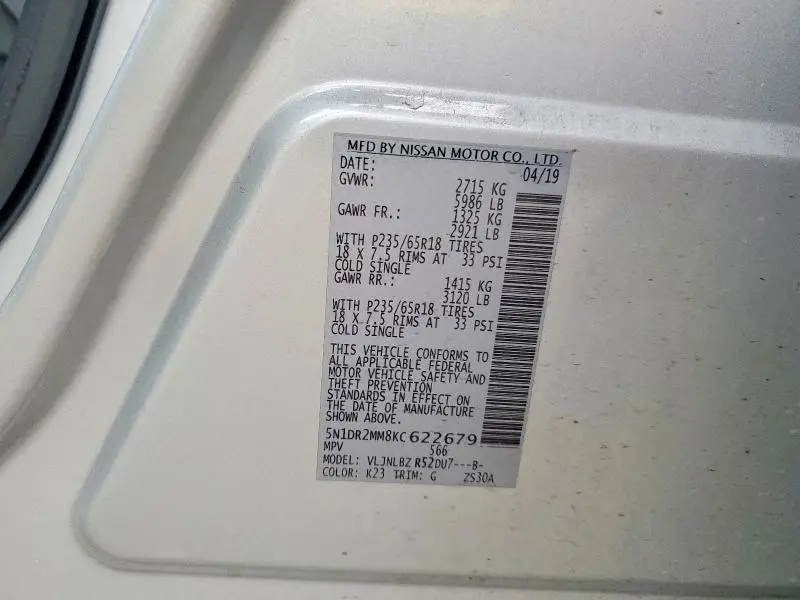 MFD BY NISSAN MOTOR CO., LTD.
DATE: 04/19
GVWR: 2715 KG
5986 LB
GAWR FR.: 1325 KG
2921 LB
WITH P235/65R18 TIRES
18 X 7.5 RIMS AT 33 PSI
COLD SINGLE
GAWR RR.: 1415 KG
3120 LB
WITH P235/65R18 TIRES
18 X 7.5 RIMS AT 33 PSI
COLD SINGLE
THIS VEHICLE CONFORMS TO
ALL APPLICABLE FEDERAL
MOTOR VEHICLE SAFETY AND
THEFT PREVENTION
STANDARDS IN EFFECT ON
THE DATE OF MANUFACTURE
SHOWN ABOVE.
5N1DR2MM8KC622679
MPV 566
MODEL: VLJNLBZ R52DU7---B-
COLOR: K23 TRIM: G ZS30A